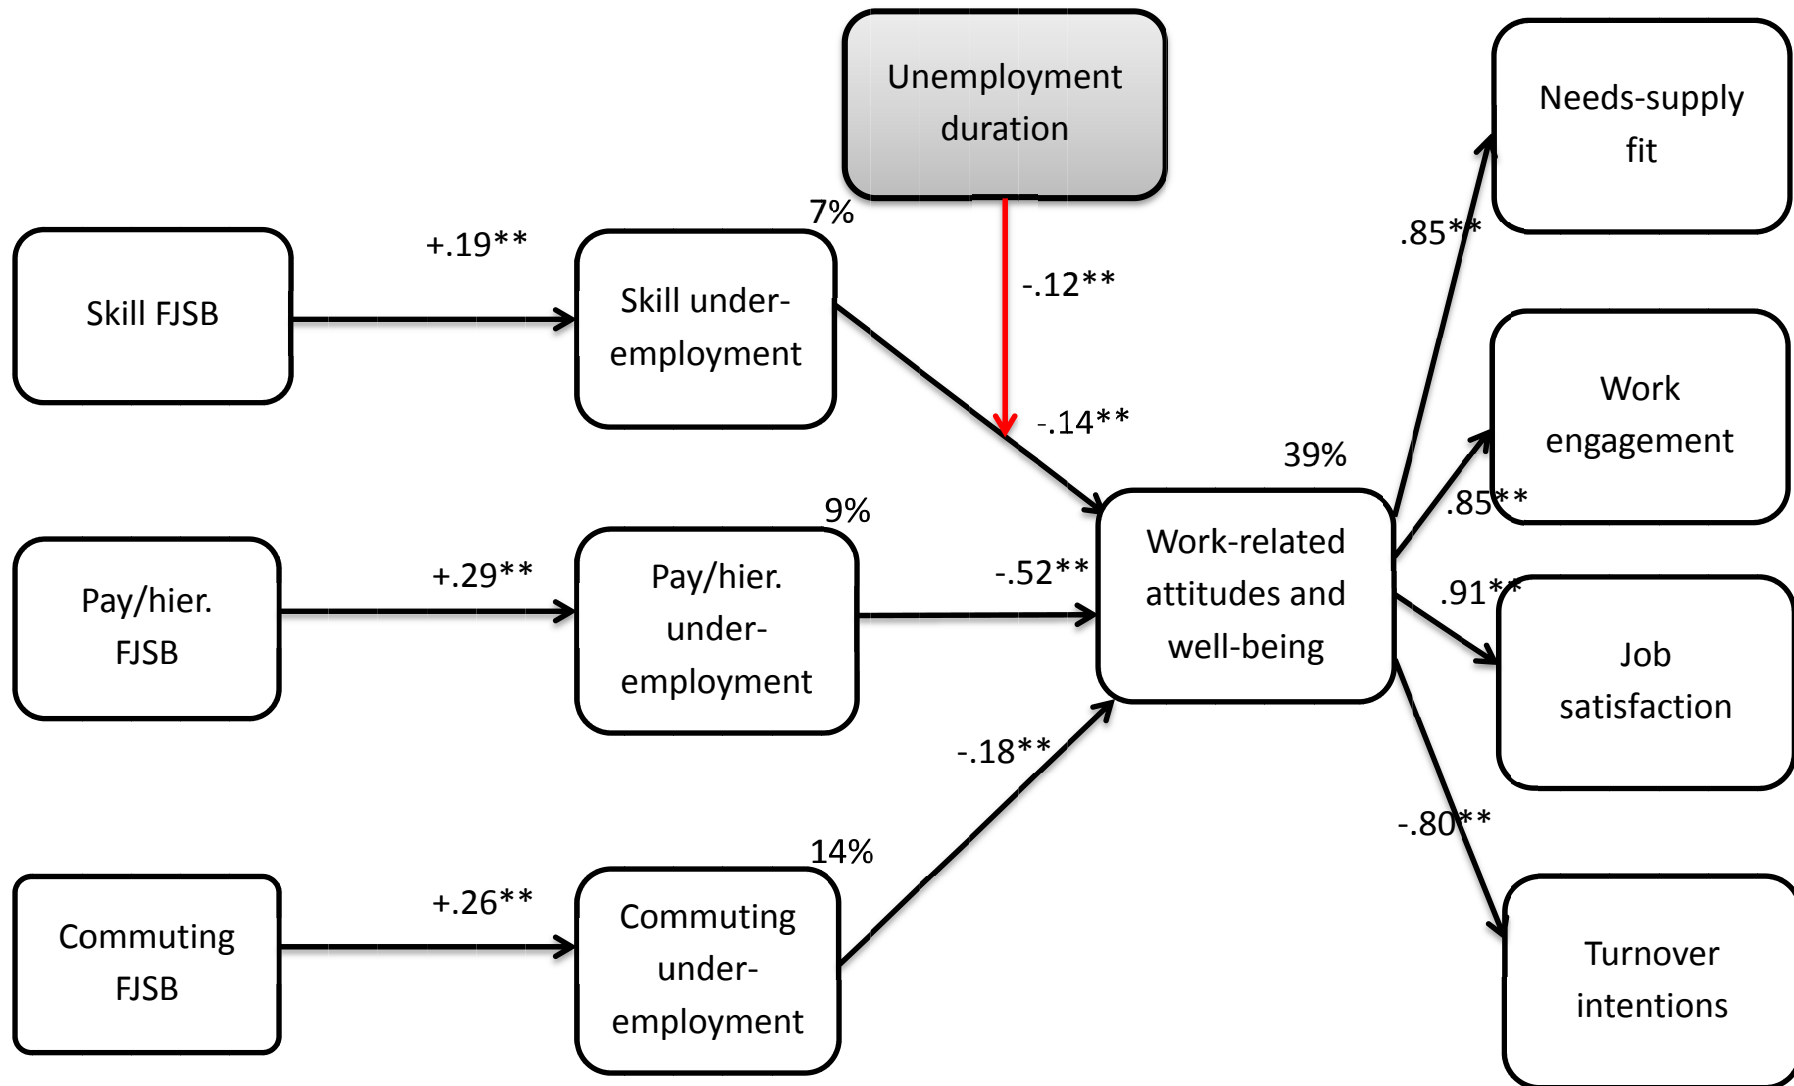 Unemployment
duration
Needs-supply
fit
7%
+.19**
.85**
Skill FJSB
Skill under-
employment
-.12**
Work
engagement
-.14**
39%
9%
.85**
Pay/hier.
FJSB
+.29**
Pay/hier.
under-
employment
-.52**
Work-related
attitudes and
well-being
.91**
Job
satisfaction
-.18**
-.80**
14%
+.26**
Commuting
FJSB
Commuting
under-
employment
Turnover
intentions